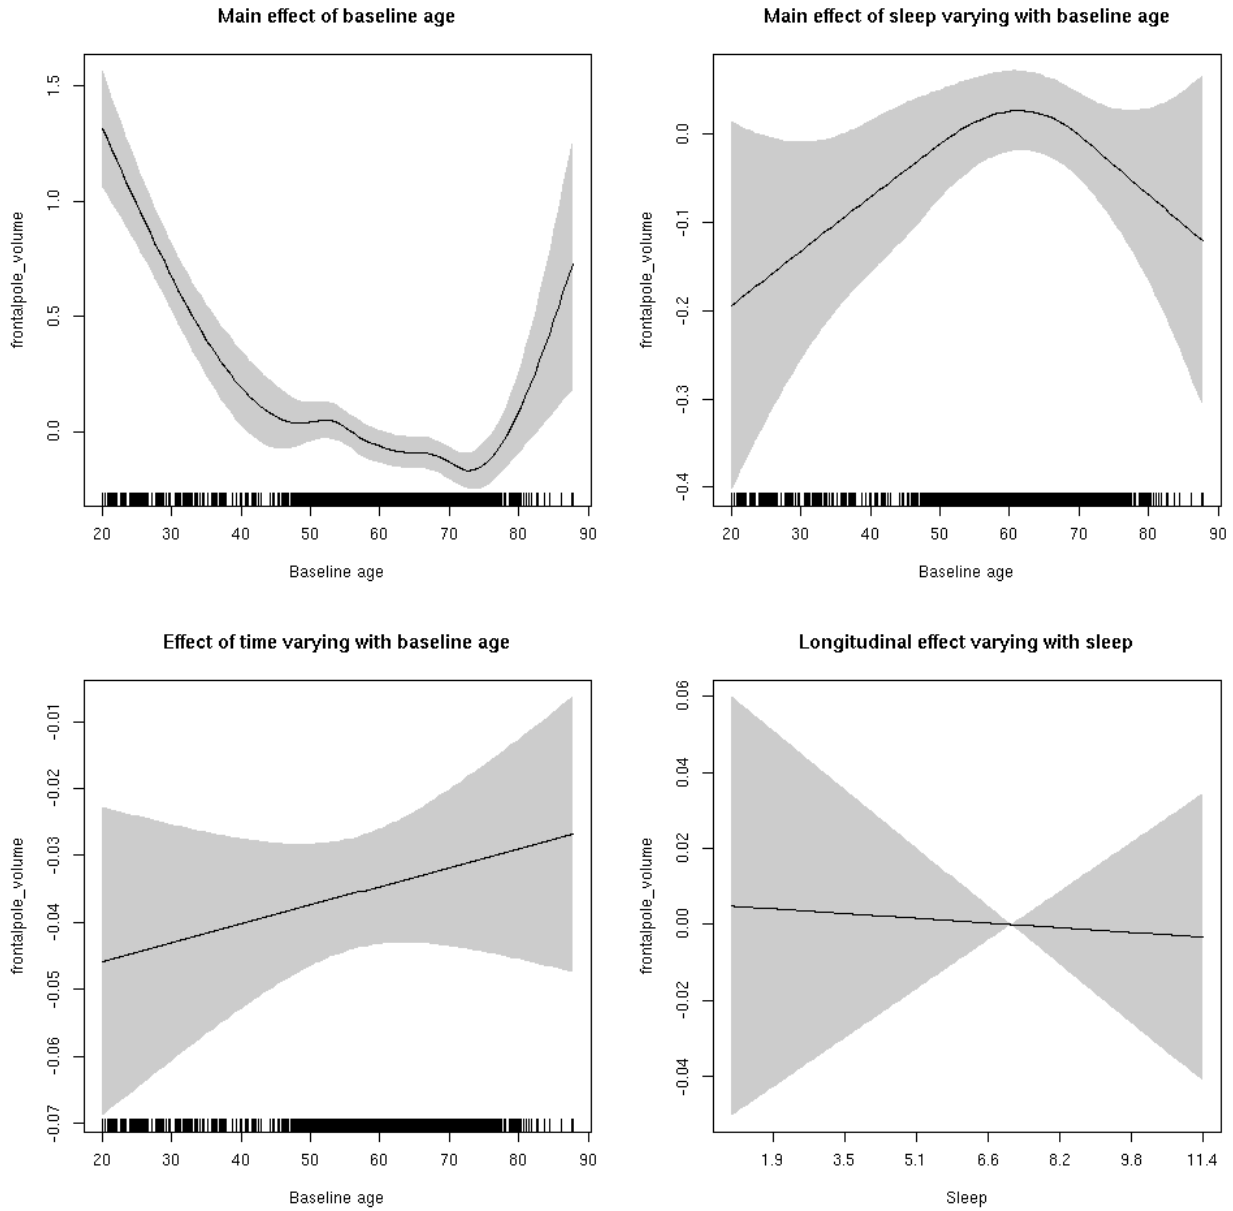 Main effect of baseline age
frontalpole_volume
1.5
1.0
0.5
0.0
20 30 40 50 60 70 80 90
Baseline age
Main effect of sleep varying with baseline age
frontalpole_volume
0.0
-0.1
-0.2
-0.3
-0.4
20 30 40 50 60 70 80 90
Baseline age
Effect of time varying with baseline age
frontalpole_volume
-0.01
-0.02
-0.03
-0.04
-0.05
-0.06
-0.07
20 30 40 50 60 70 80 90
Baseline age
Longitudinal effect varying with sleep
frontalpole_volume
0.06
0.04
0.02
0.00
-0.02
-0.04
1.9 3.5 5.1 6.6 8.2 9.8 11.4
Sleep